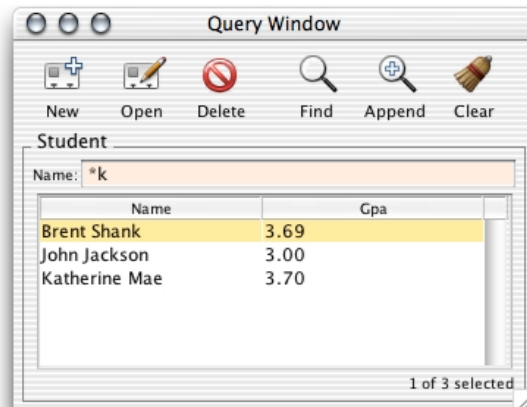 Query Window
New Open Delete Find Append Clear
Student
Name: *k
Name Gpa
Brent Shank 3.69
John Jackson 3.00
Katherine Mae 3.70
1 of 3 selected